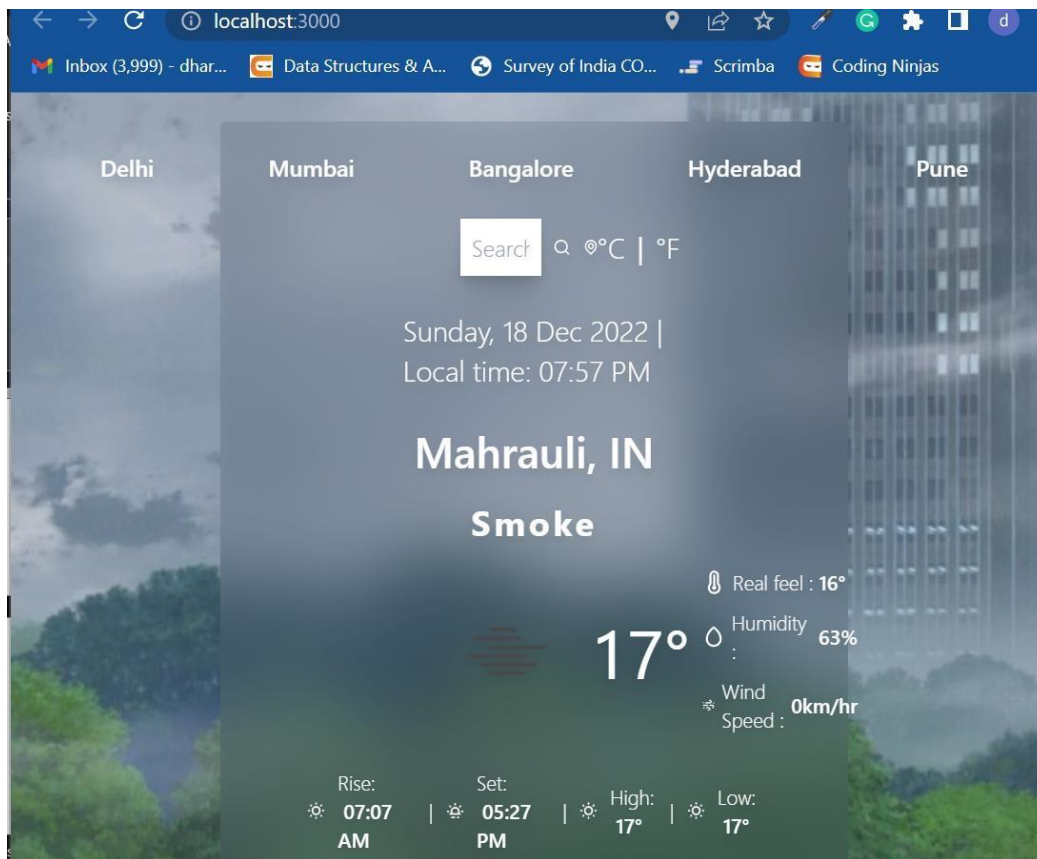 localhost:3000
d
Inbox (3,999) - dhar... Data Structures & A... Survey of India CO... Scrimba Coding Ninjas
Delhi Mumbai Bangalore Hyderabad Pune
Search °C | °F
Sunday, 18 Dec 2022 |
Local time: 07:57 PM
Mahrauli, IN
Smoke
17°
Real feel : 16°
Humidity : 63%
Wind Speed : 0km/hr
Rise: 07:07 AM | Set: 05:27 PM | High: 17° | Low: 17°